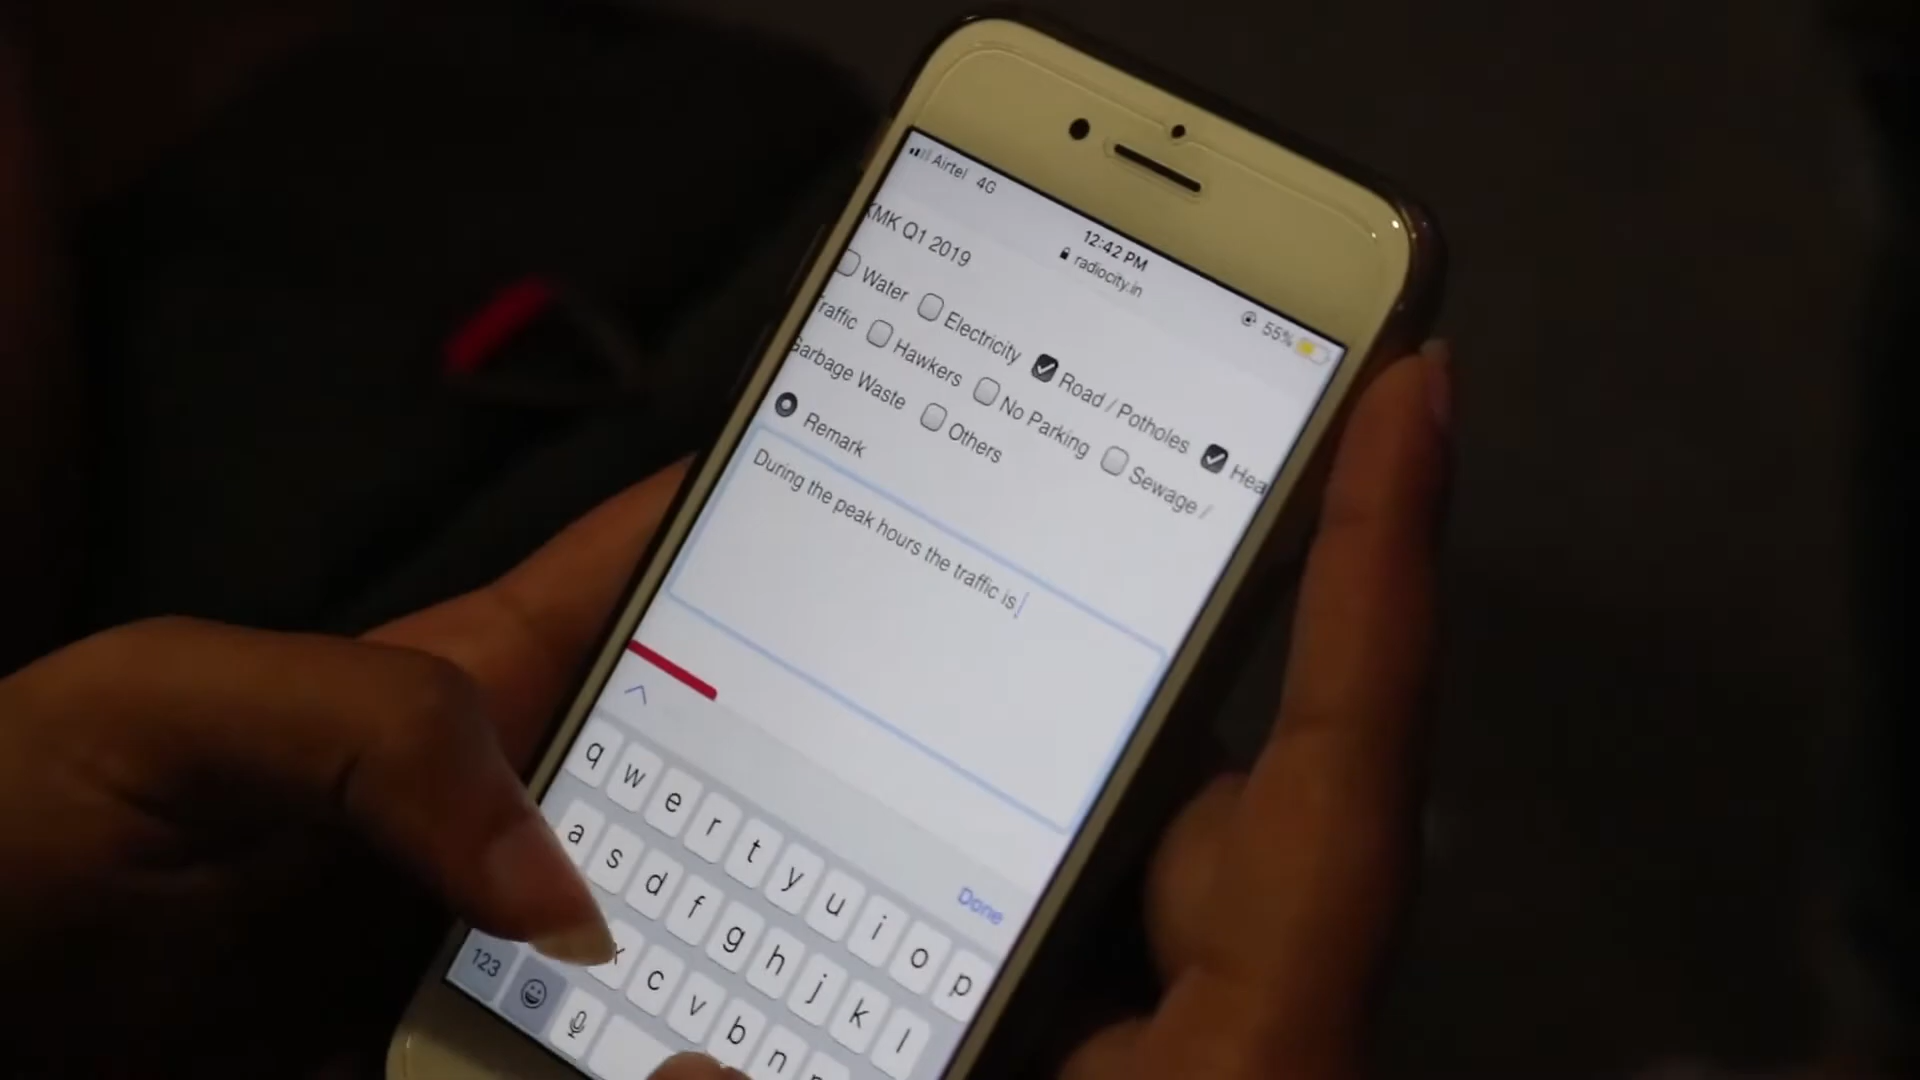 Airtel 4G
12:42 PM
radiocity.in
55%
KMK Q1 2019
Water Electricity Road / Potholes Hea
Traffic Hawkers No Parking Sewage /
Garbage Waste Others
Remark
During the peak hours the traffic is
Done
q w e r t y u i o p
a s d f g h j k l
x c v b n
123